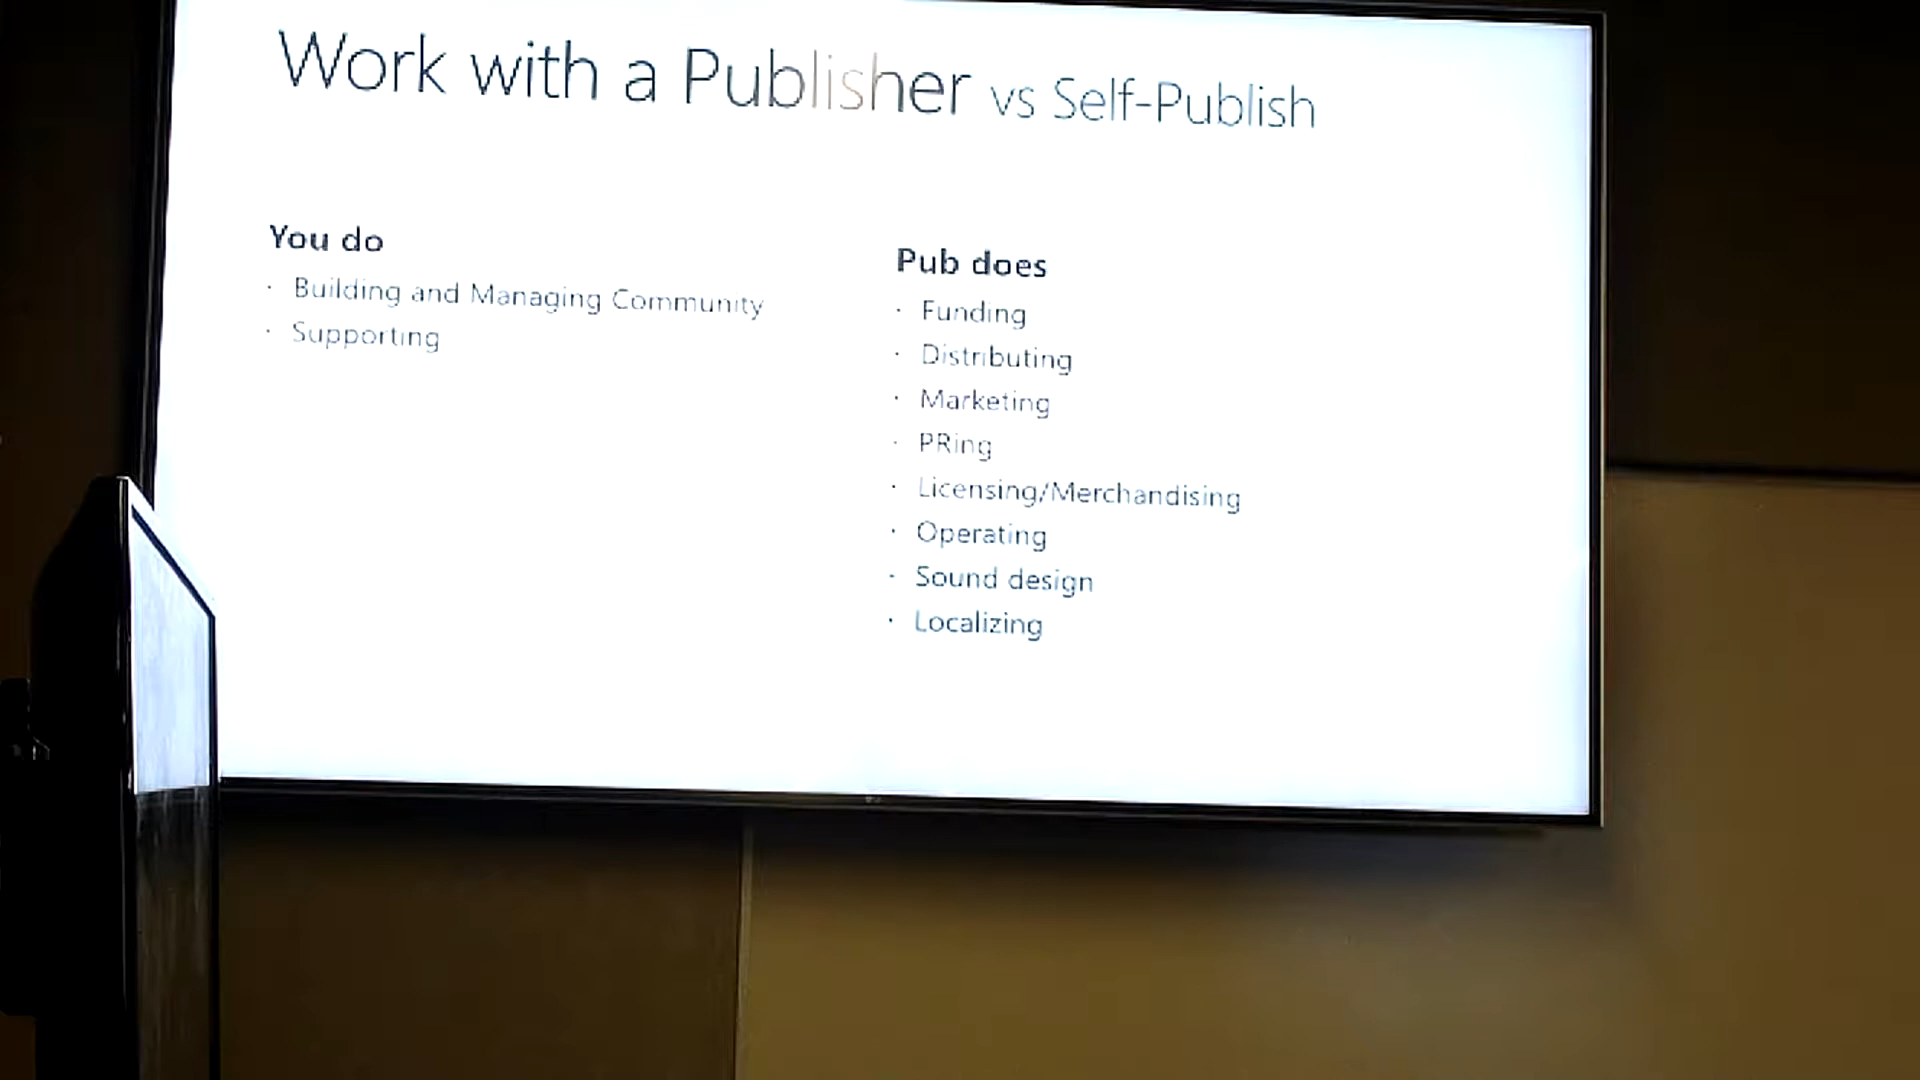 Work with a Publisher vs Self-Publish
You do
· Building and Managing Community
· Supporting
Pub does
· Funding
· Distributing
· Marketing
· PRing
· Licensing/Merchandising
· Operating
· Sound design
· Localizing